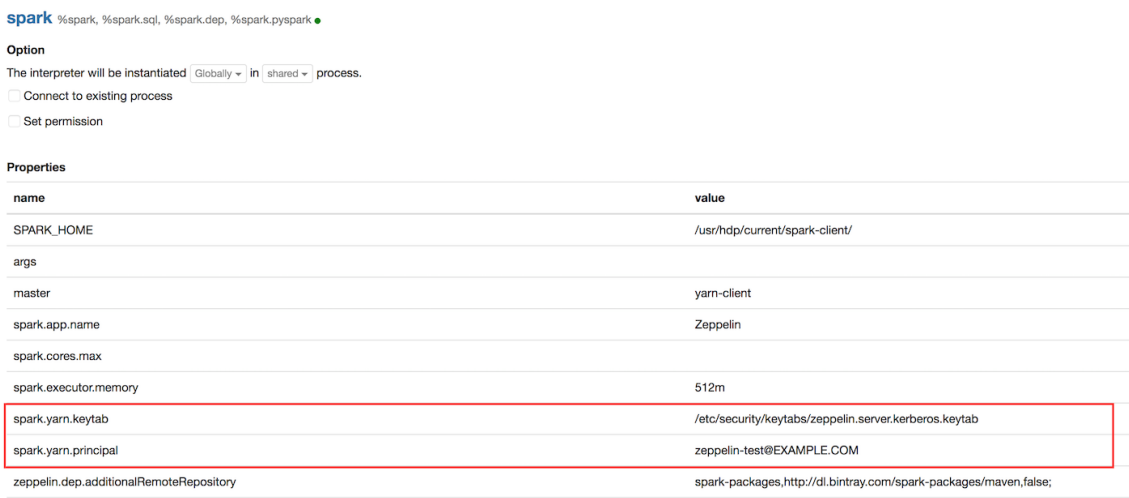 spark %spark, %spark.sql, %spark.dep, %spark.pyspark
Option
The interpreter will be instantiated Globally in shared process.
Connect to existing process
Set permission
Properties
name value
SPARK_HOME /usr/hdp/current/spark-client/
args
master yarn-client
spark.app.name Zeppelin
spark.cores.max
spark.executor.memory 512m
spark.yarn.keytab /etc/security/keytabs/zeppelin.server.kerberos.keytab
spark.yarn.principal zeppelin-test@EXAMPLE.COM
zeppelin.dep.additionalRemoteRepository spark-packages,http://dl.bintray.com/spark-packages/maven,false;